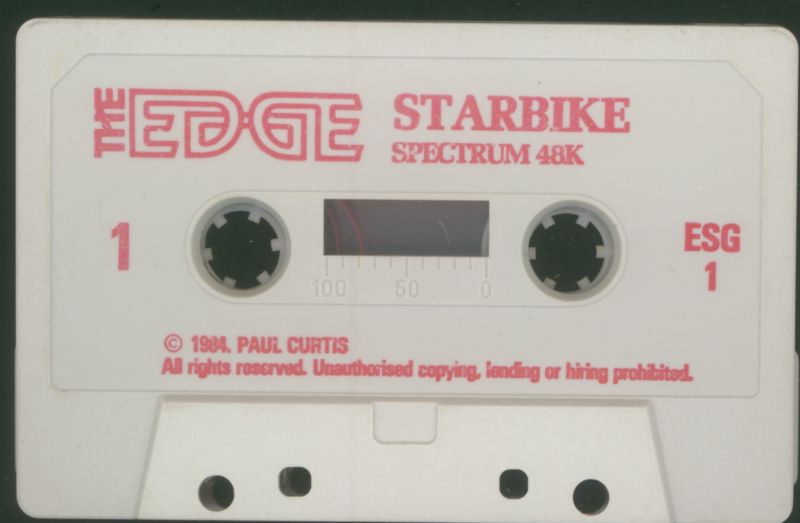 THE EDGE
STARBIKE
SPECTRUM 48K
1
ESG
1
100 50 0
© 1984. PAUL CURTIS
All rights reserved. Unauthorised copying, lending or hiring prohibited.